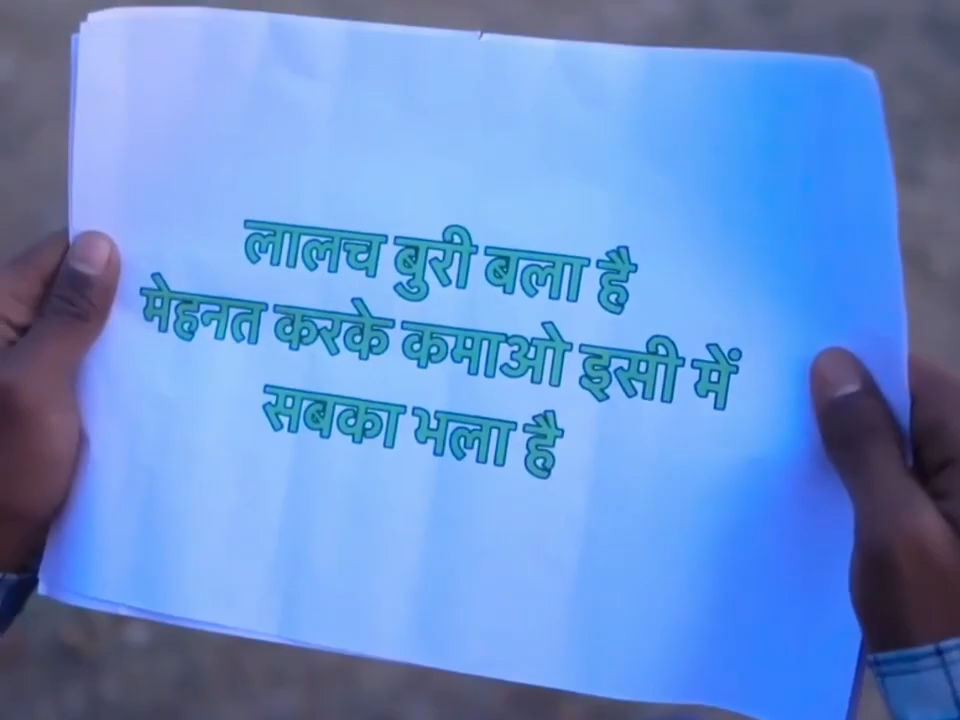 लालच बुरी बला है
मेहनत करके कमाओ इसी में
सबका भला है